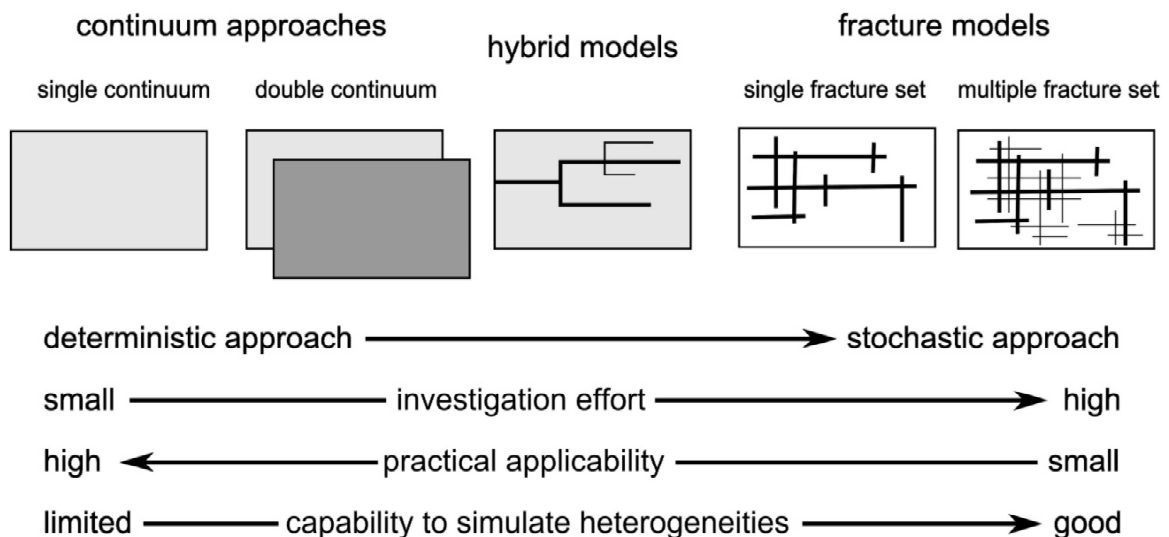 continuum approaches
hybrid models
fracture models
single continuum
double continuum
single fracture set
multiple fracture set
deterministic approach
stochastic approach
small investigation effort high
high practical applicability small
limited capability to simulate heterogeneities good